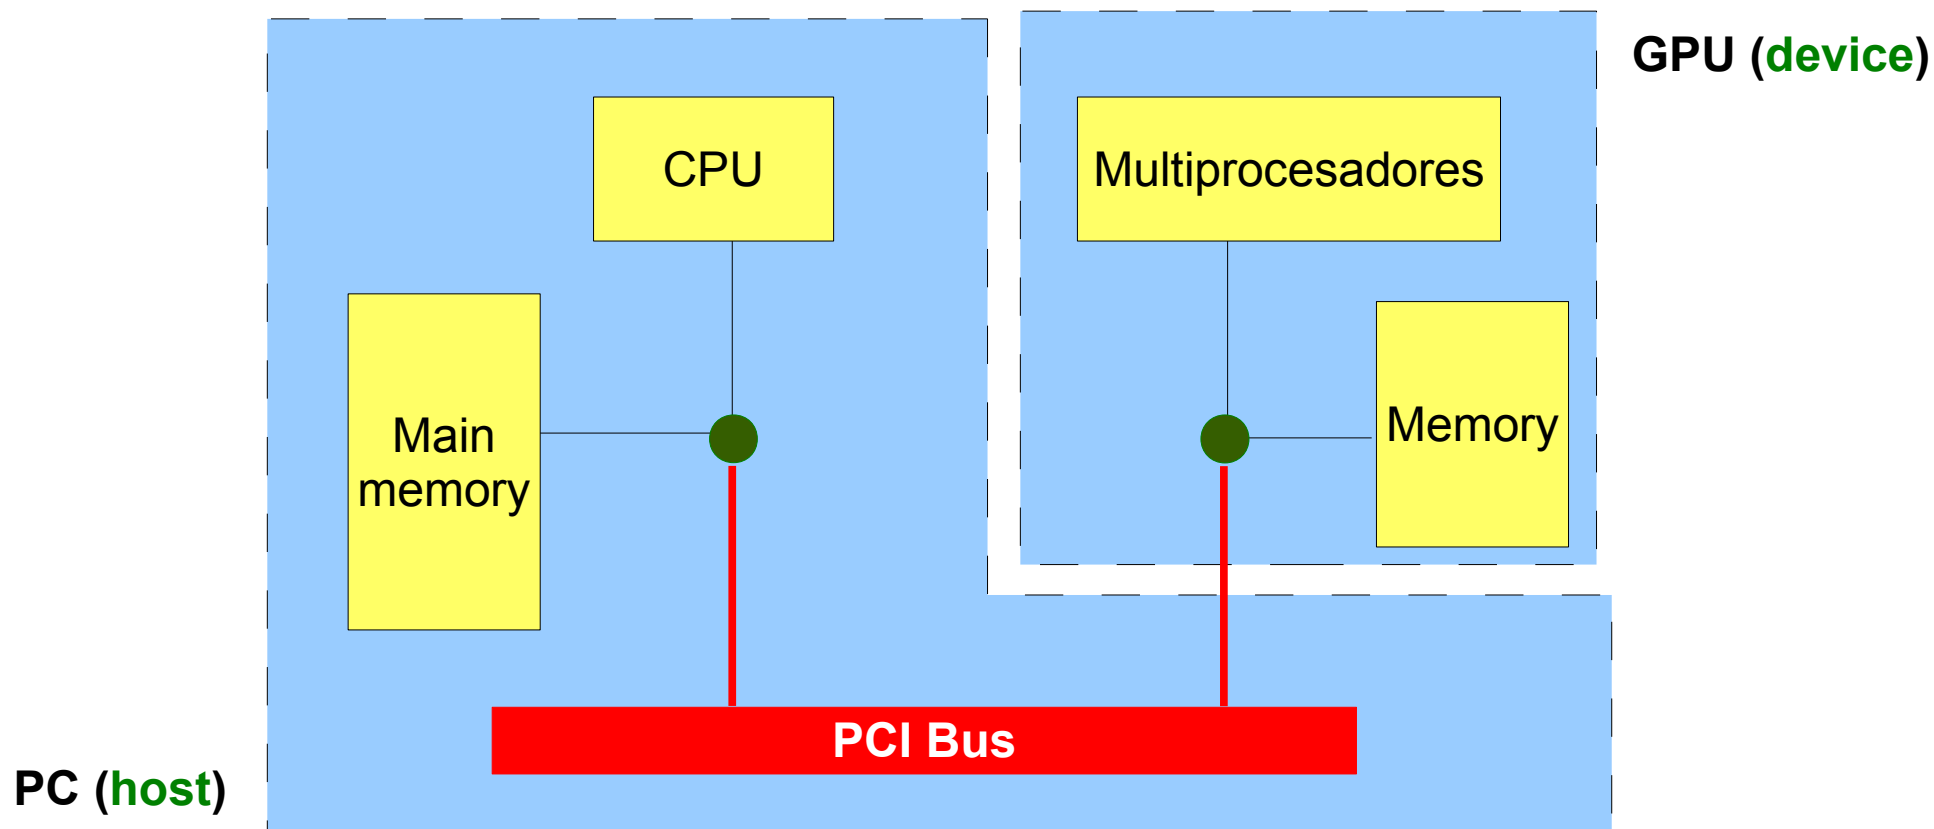 GPU (device)
CPU
Multiprocesadores
Main
memory
Memory
PCI Bus
PC (host)